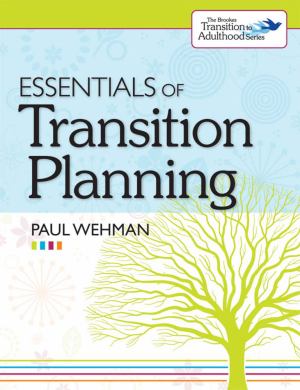 The Brookes
Transition to
Adulthood Series
ESSENTIALS OF
Transition
Planning
PAUL WEHMAN